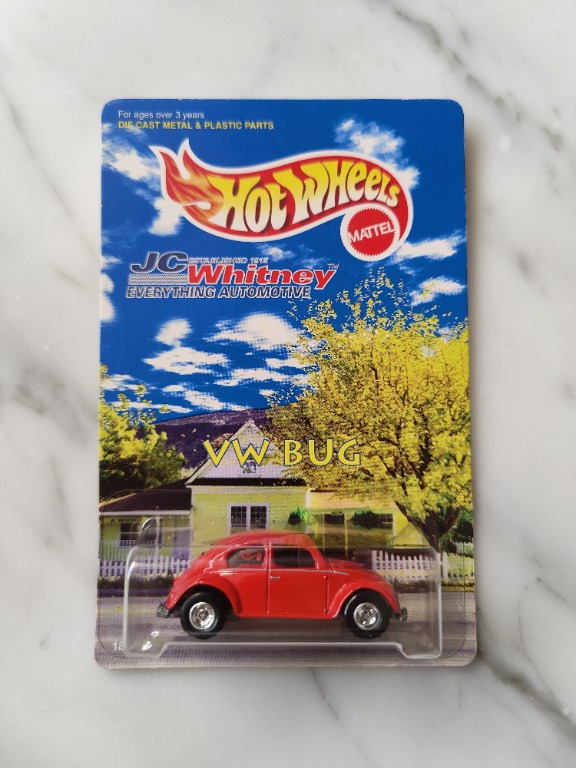 For ages over 3 years
DIE CAST METAL & PLASTIC PARTS
HOT WHEELS
MATTEL
ESTABLISHED 1915
JC Whitney™
EVERYTHING AUTOMOTIVE
VW BUG